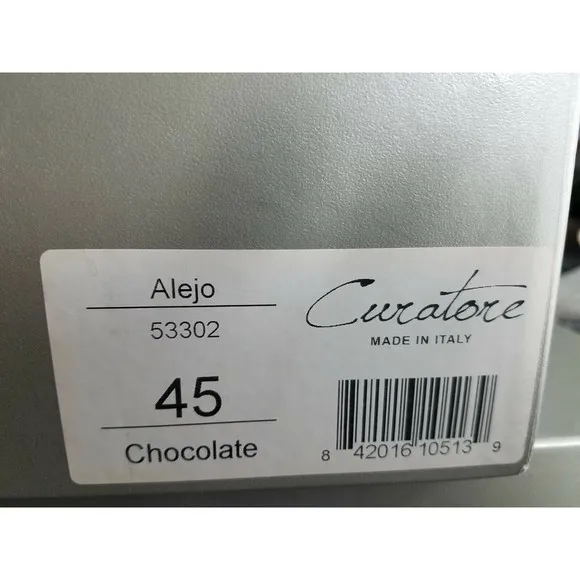 Alejo
53302
45
Chocolate
Curatore
MADE IN ITALY
8 42016 10513 9